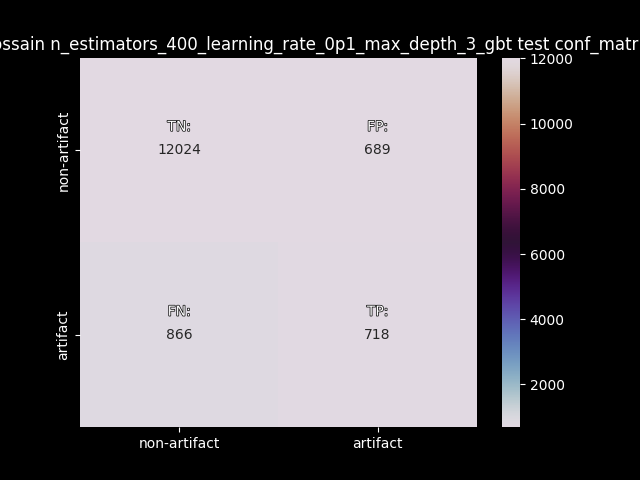 ossain n_estimators_400_learning_rate_0p1_max_depth_3_gbt test conf_matr
non-artifact
TN:
12024
FP:
689
artifact
FN:
866
TP:
718
non-artifact
artifact
12000
10000
8000
6000
4000
2000